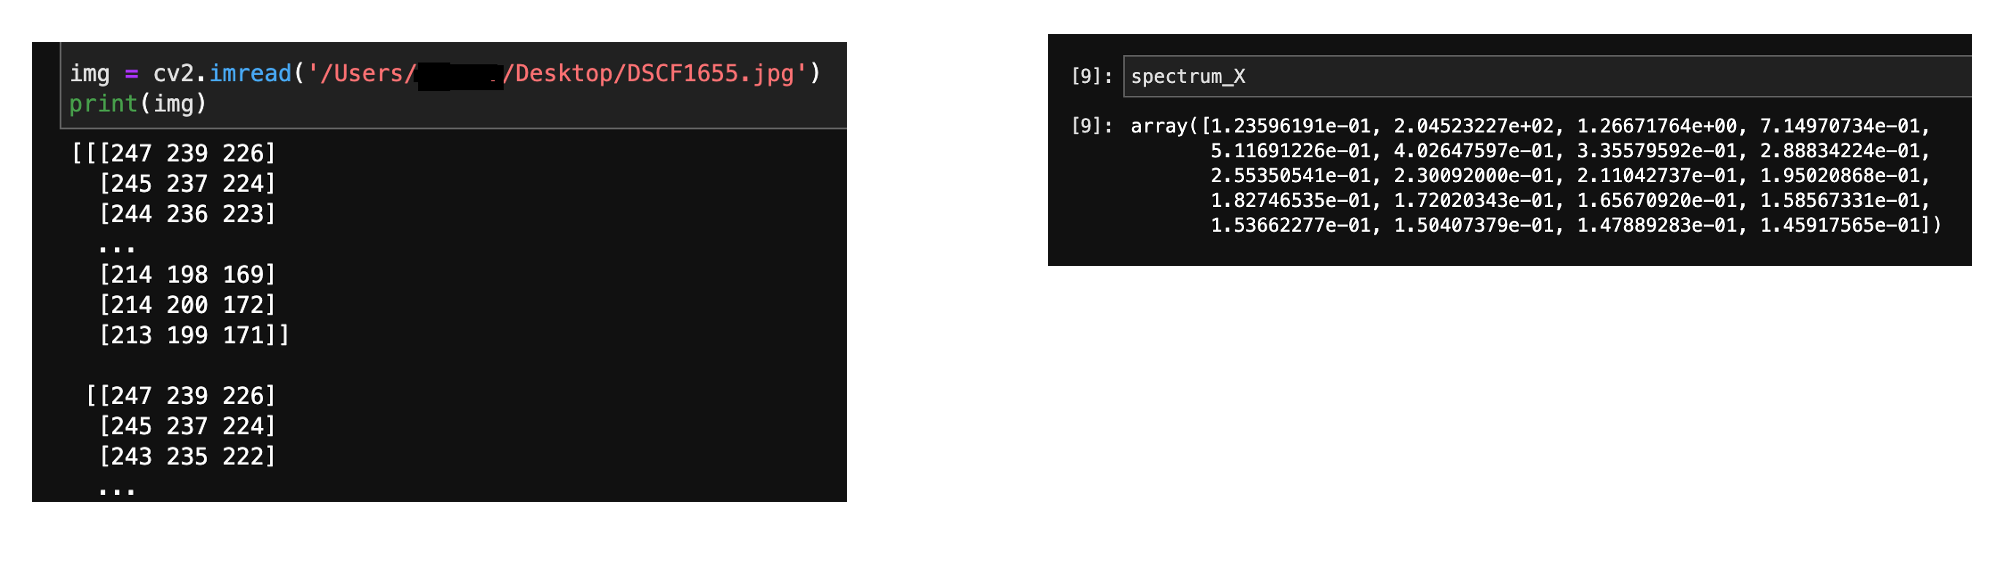 img = cv2.imread('/Users/ /Desktop/DSCF1655.jpg')
print(img)
[[[247 239 226]
[245 237 224]
[244 236 223]
...
[214 198 169]
[214 200 172]
[213 199 171]]
[[247 239 226]
[245 237 224]
[243 235 222]
...
[9]: spectrum_X
[9]: array([1.23596191e-01, 2.04523227e+02, 1.26671764e+00, 7.14970734e-01,
5.11691226e-01, 4.02647597e-01, 3.35579592e-01, 2.88834224e-01,
2.55350541e-01, 2.30092000e-01, 2.11042737e-01, 1.95020868e-01,
1.82746535e-01, 1.72020343e-01, 1.65670920e-01, 1.58567331e-01,
1.53662277e-01, 1.50407379e-01, 1.47889283e-01, 1.45917565e-01])